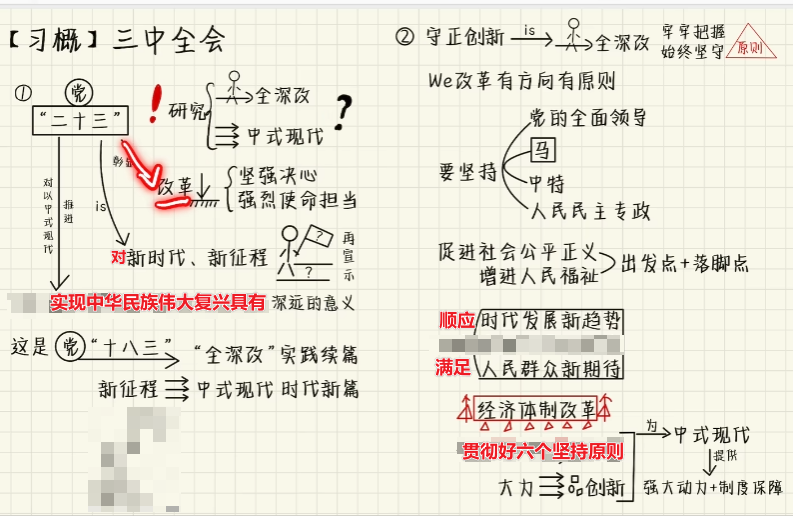 【习概】三中全会
① 党
“二十三”
!研究
全深改
中式现代
?
彰显
改革
坚强决心
强烈使命担当
对以中式现代
推进
is
对新时代、新征程
?
?
再宣示
实现中华民族伟大复兴具有 深远的意义
这是 党 “十八三” “全深改”实践续篇
新征程 中式现代 时代新篇
② 守正创新 is 全深改
牢牢把握
始终坚守
原则
We改革有方向有原则
要坚持
党的全面领导
马
中特
人民民主专政
促进社会公平正义
增进人民福祉
出发点+落脚点
顺应时代发展新趋势
满足人民群众新期待
经济体制改革
贯彻好六个坚持原则
大力 创新
为 中式现代
提供
强大动力+制度保障